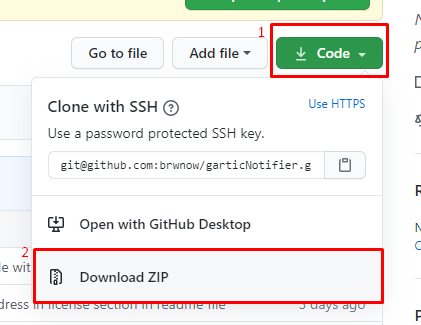 1
Go to file
Add file
Code
Clone with SSH
Use HTTPS
Use a password protected SSH key.
git@github.com:brwnow/garticNotifier.g
Open with GitHub Desktop
2
Download ZIP
dress in license section in readme file
3 days ago